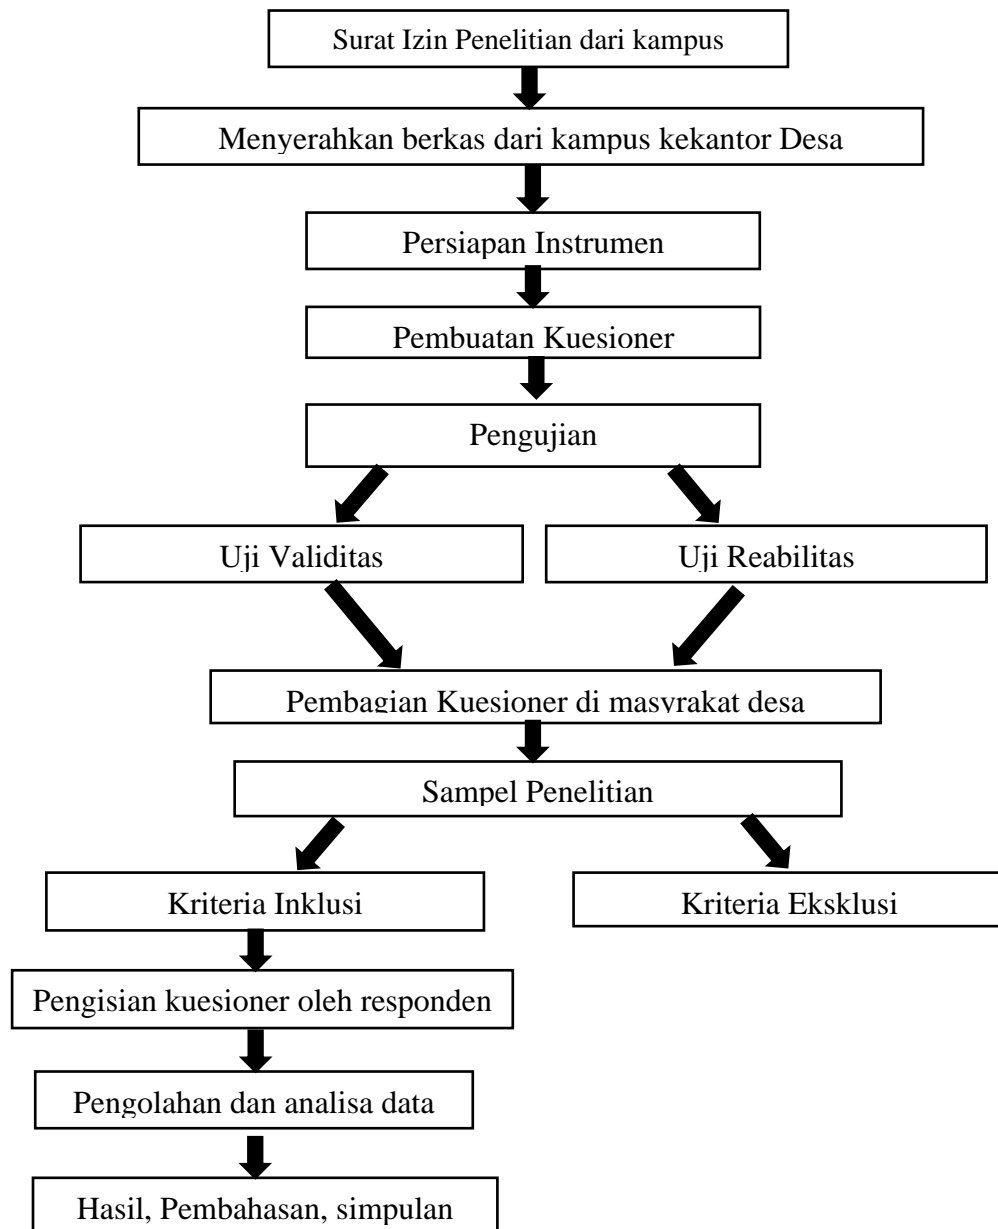 Surat Izin Penelitian dari kampus
Menyerahkan berkas dari kampus kekantor Desa
Persiapan Instrumen
Pembuatan Kuesioner
Pengujian
Uji Validitas
Uji Reabilitas
Pembagian Kuesioner di masyrakat desa
Sampel Penelitian
Kriteria Inklusi
Kriteria Eksklusi
Pengisian kuesioner oleh responden
Pengolahan dan analisa data
Hasil, Pembahasan, simpulan